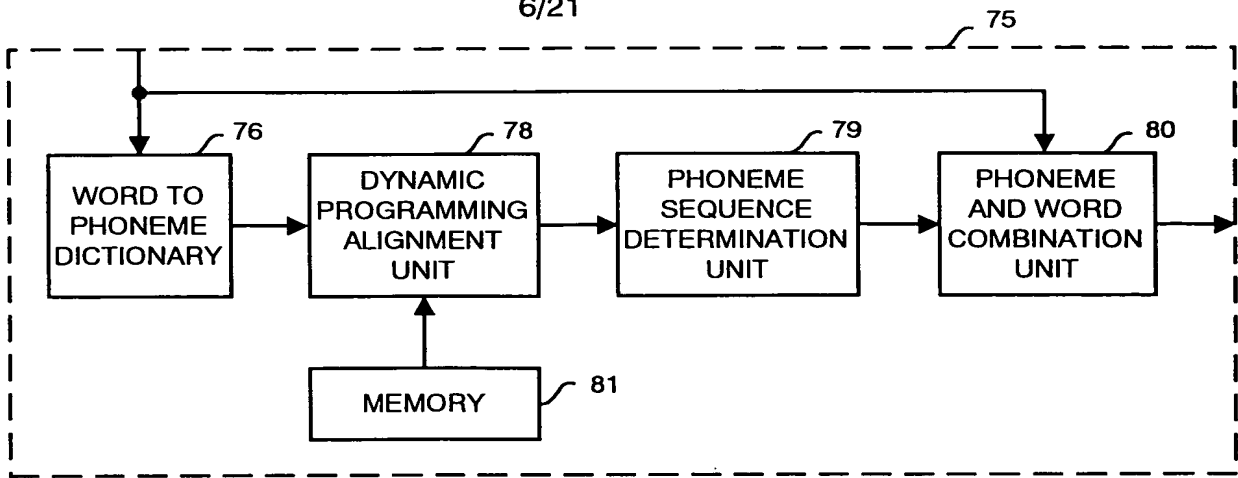 6/21
75
76
WORD TO
PHONEME
DICTIONARY
78
DYNAMIC
PROGRAMMING
ALIGNMENT
UNIT
79
PHONEME
SEQUENCE
DETERMINATION
UNIT
80
PHONEME
AND WORD
COMBINATION
UNIT
MEMORY
81